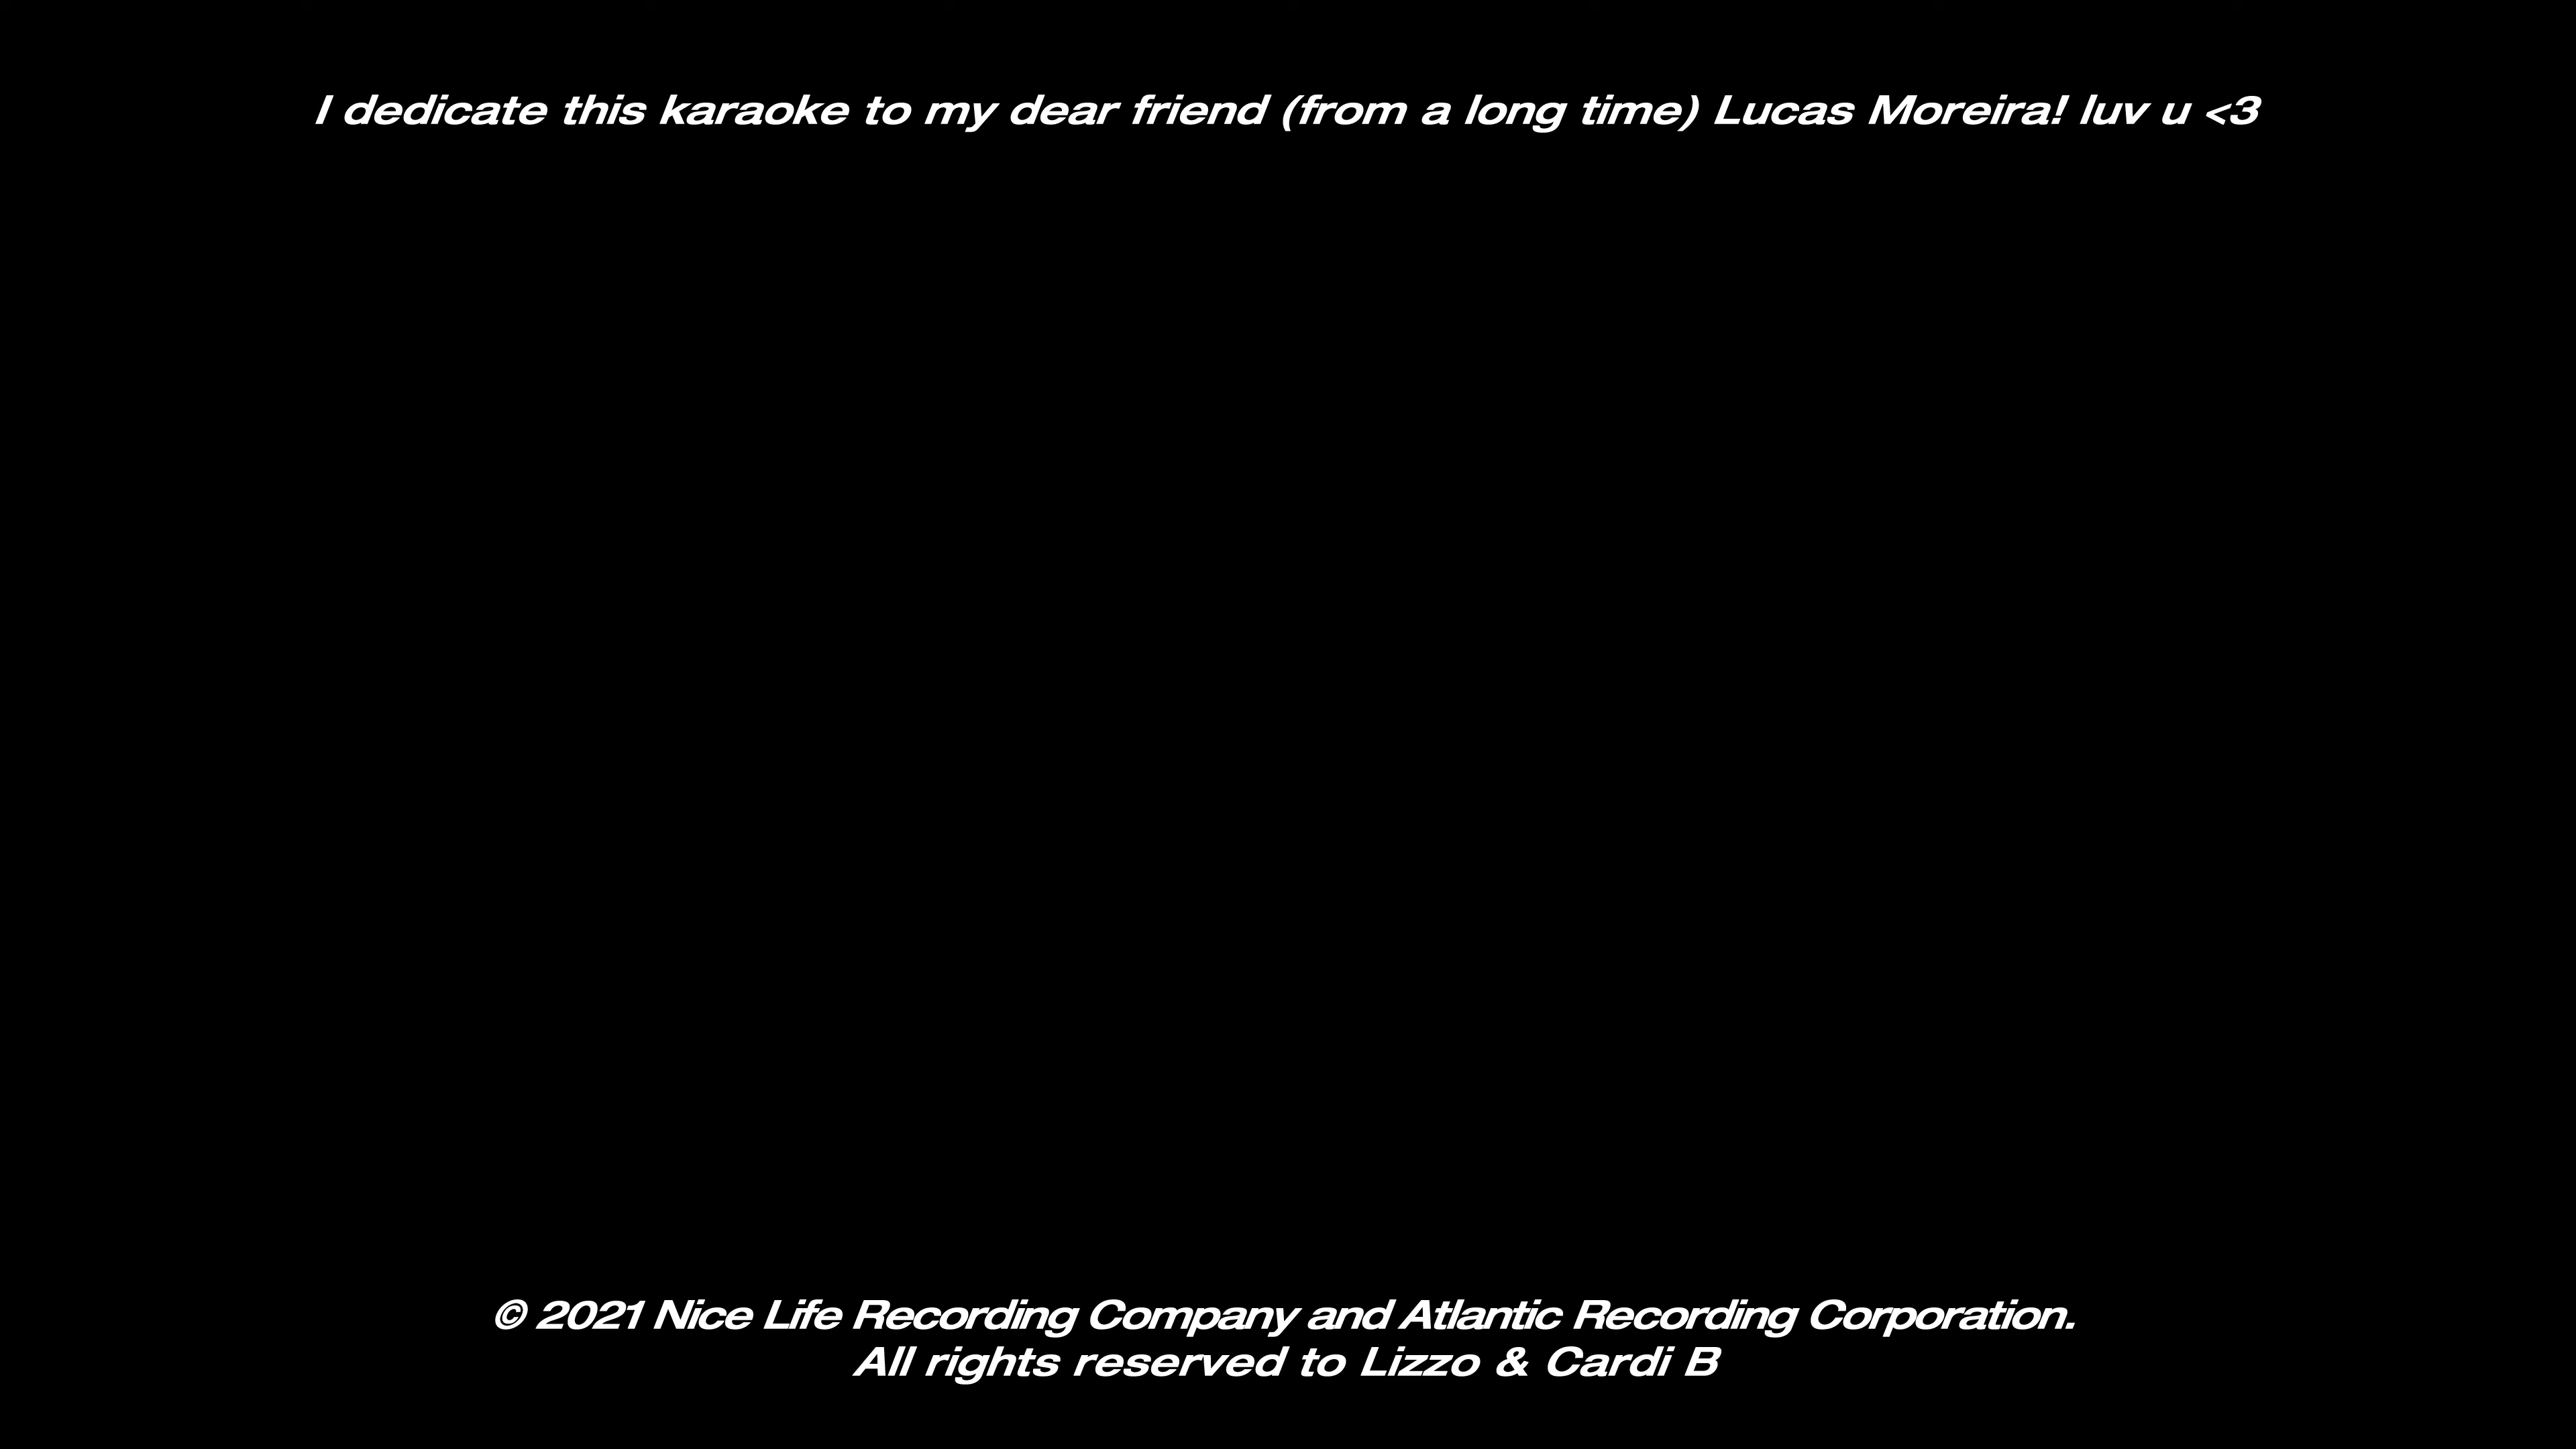 I dedicate this karaoke to my dear friend (from a long time) Lucas Moreira! luv u <3
© 2021 Nice Life Recording Company and Atlantic Recording Corporation.
All rights reserved to Lizzo & Cardi B